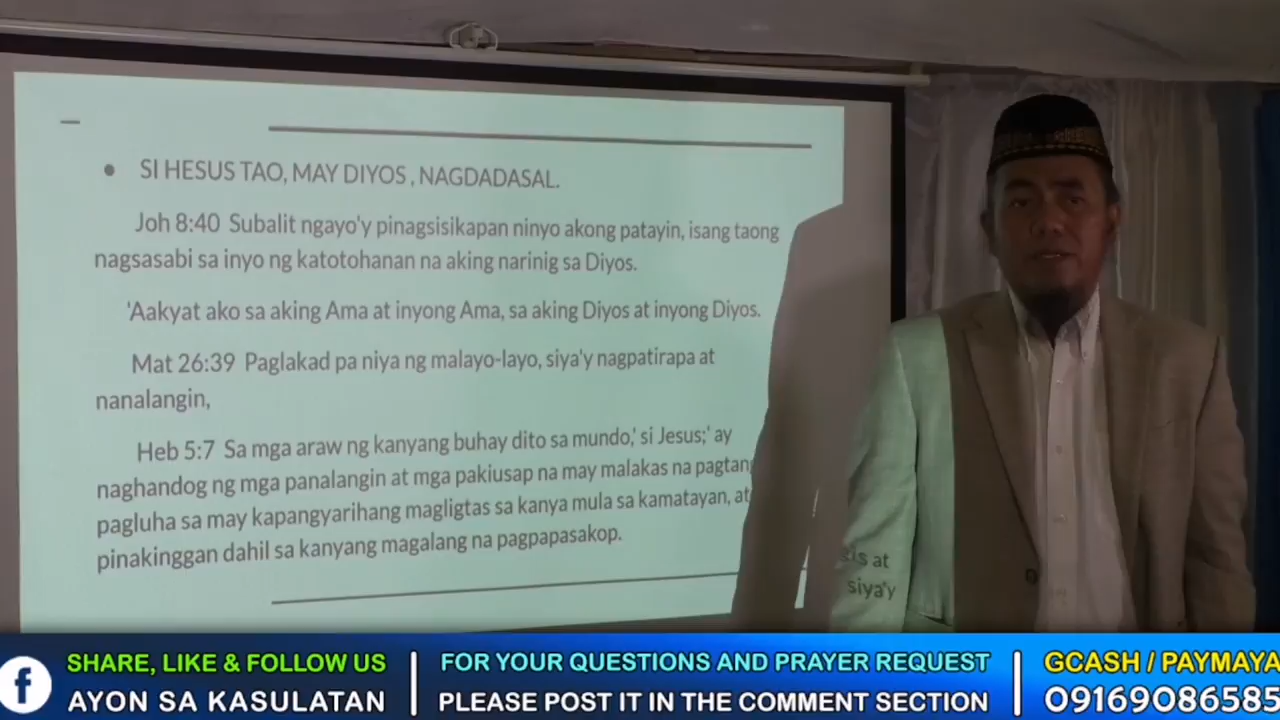 SI HESUS TAO, MAY DIYOS , NAGDADASAL.
Joh 8:40 Subalit ngayo'y pinagsisikapan ninyo akong patayin, isang taong
nagsasabi sa inyo ng katotohanan na aking narinig sa Diyos.
'Aakyat ako sa aking Ama at inyong Ama, sa aking Diyos at inyong Diyos.
Mat 26:39 Paglakad pa niya ng malayo-layo, siya'y nagpatirapa at
nanalangin,
Heb 5:7 Sa mga araw ng kanyang buhay dito sa mundo,' si Jesus;' ay
naghandog ng mga panalangin at mga pakiusap na may malakas na pagtang
pagluha sa may kapangyarihang magligtas sa kanya mula sa kamatayan, at
pinakinggan dahil sa kanyang magalang na pagpapasakop.
is at
siya'y
f
SHARE, LIKE & FOLLOW US
AYON SA KASULATAN
FOR YOUR QUESTIONS AND PRAYER REQUEST
PLEASE POST IT IN THE COMMENT SECTION
GCASH / PAYMAYA
09169086585